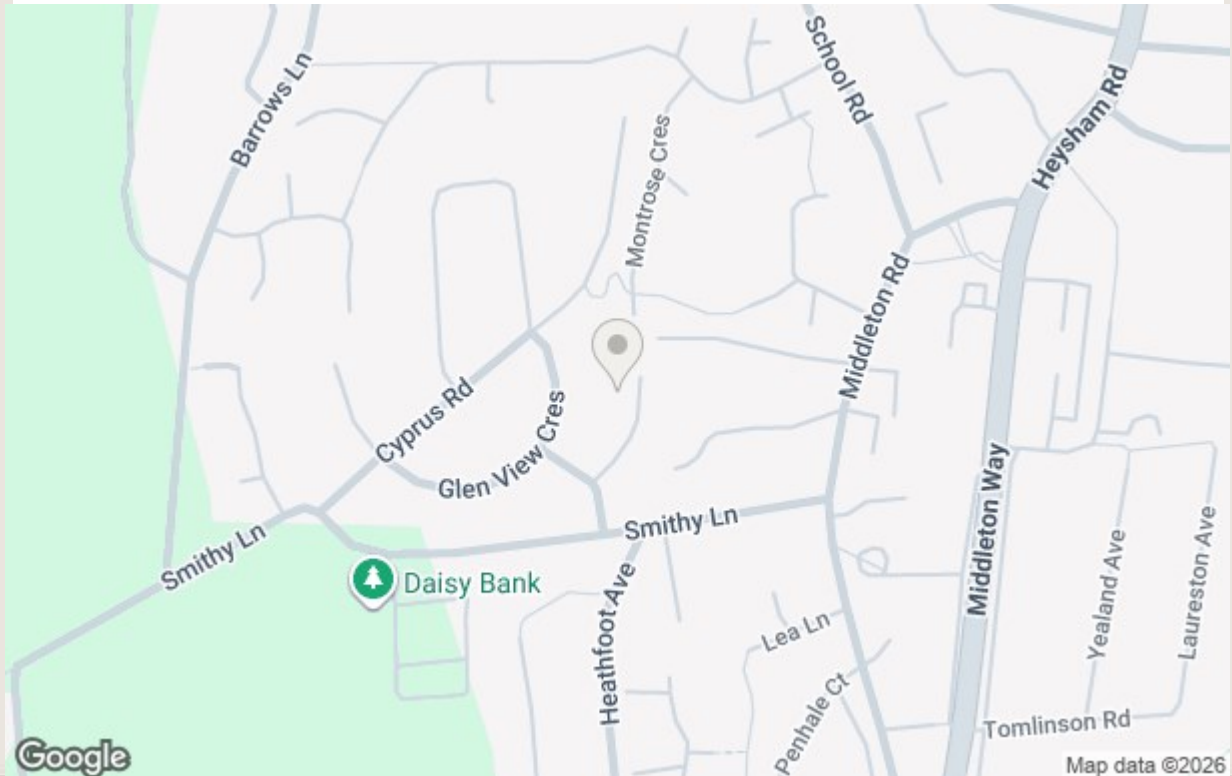 School Rd
Barrows Ln
Heysham Rd
Montrose Cres
Middleton Rd
Cyprus Rd
Glen View Cres
Smithy Ln
Middleton Way
Smithy Ln
Daisy Bank
Yealand Ave
Laureston Ave
Heathfoot Ave
Lea Ln
Penhale Ct
Tomlinson Rd
Google
Map data ©2026